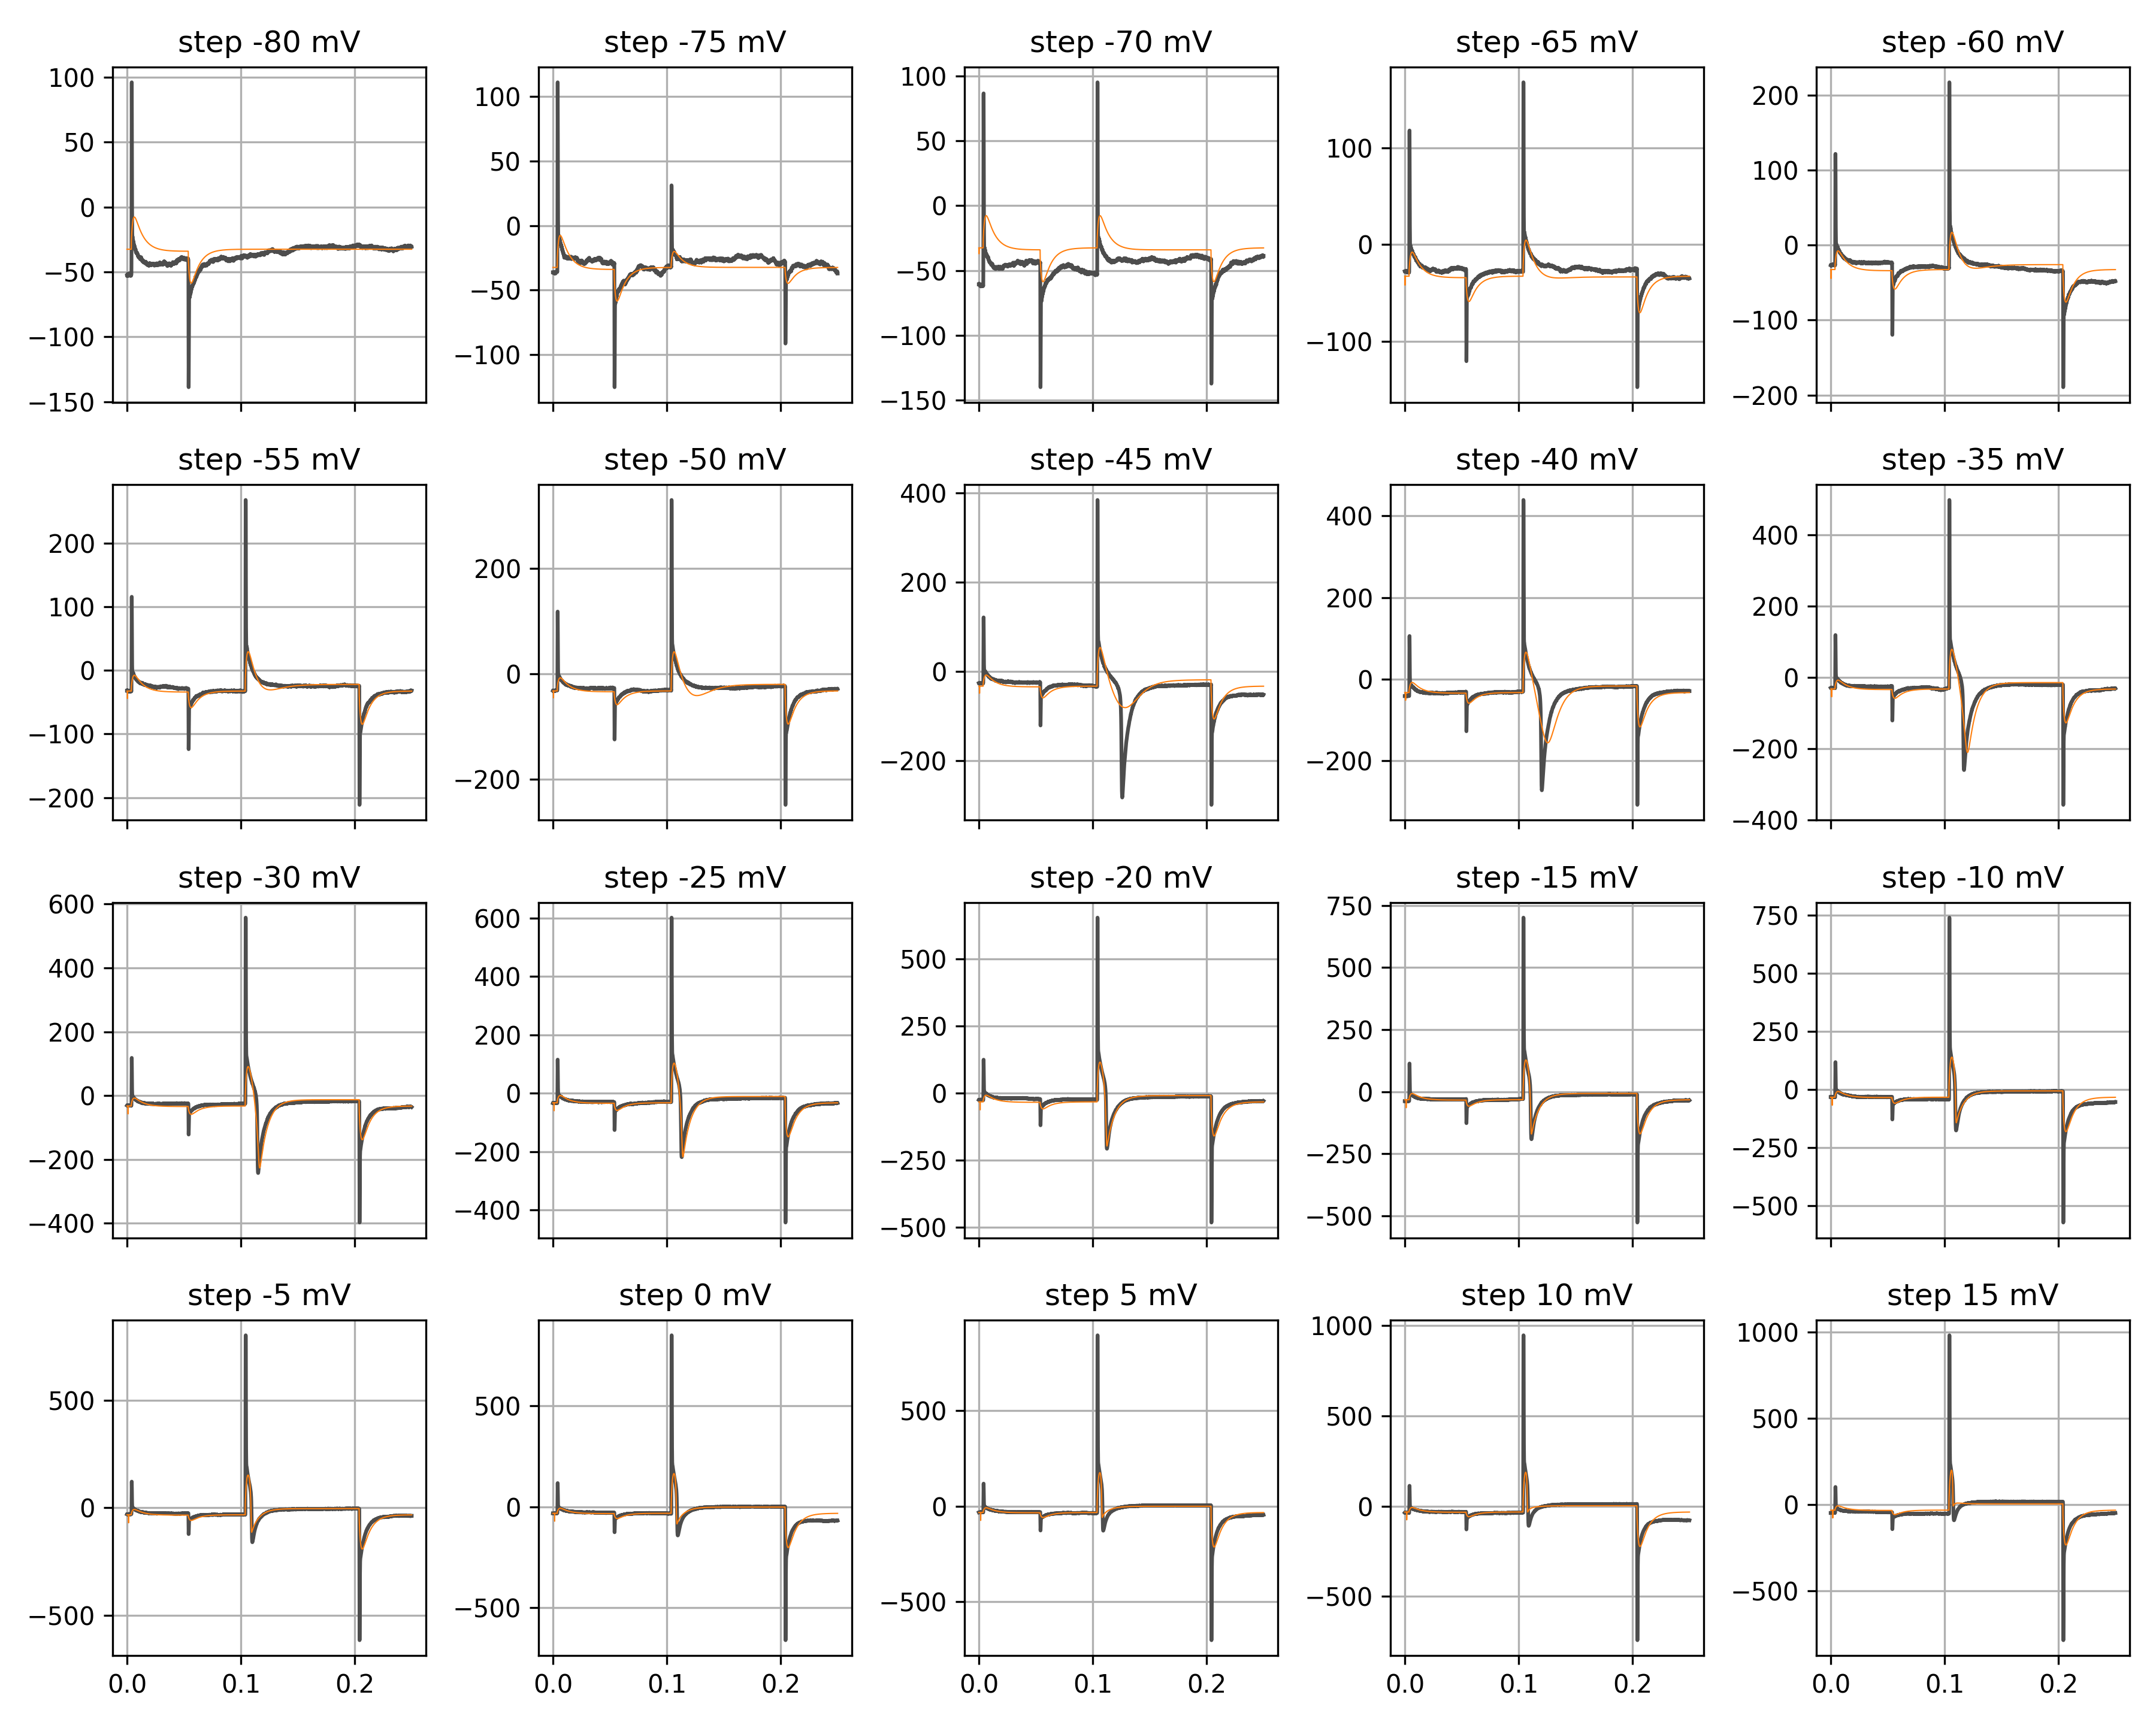 step -80 mV step -75 mV step -70 mV step -65 mV step -60 mV
100 100 100 100 200
50 50 50 0 100
0 0 0 −100 0
−50 −50 −50 −100
−100 −100 −100 −200
−150 −150
step -55 mV step -50 mV step -45 mV step -40 mV step -35 mV
200 200 400 400 400
100 0 200 200 200
0 −200 0 0 0
−100 −200 −200 −200
−200 −400
step -30 mV step -25 mV step -20 mV step -15 mV step -10 mV
600 600 500 750 750
400 400 250 500 500
200 200 0 250 250
0 0 −250 0 0
−200 −200 −500 −250 −250
−400 −400 −500 −500
step -5 mV step 0 mV step 5 mV step 10 mV step 15 mV
500 500 500 1000 1000
0 0 0 500 500
−500 −500 −500 0 0
−500 −500
0.0 0.1 0.2 0.0 0.1 0.2 0.0 0.1 0.2 0.0 0.1 0.2 0.0 0.1 0.2